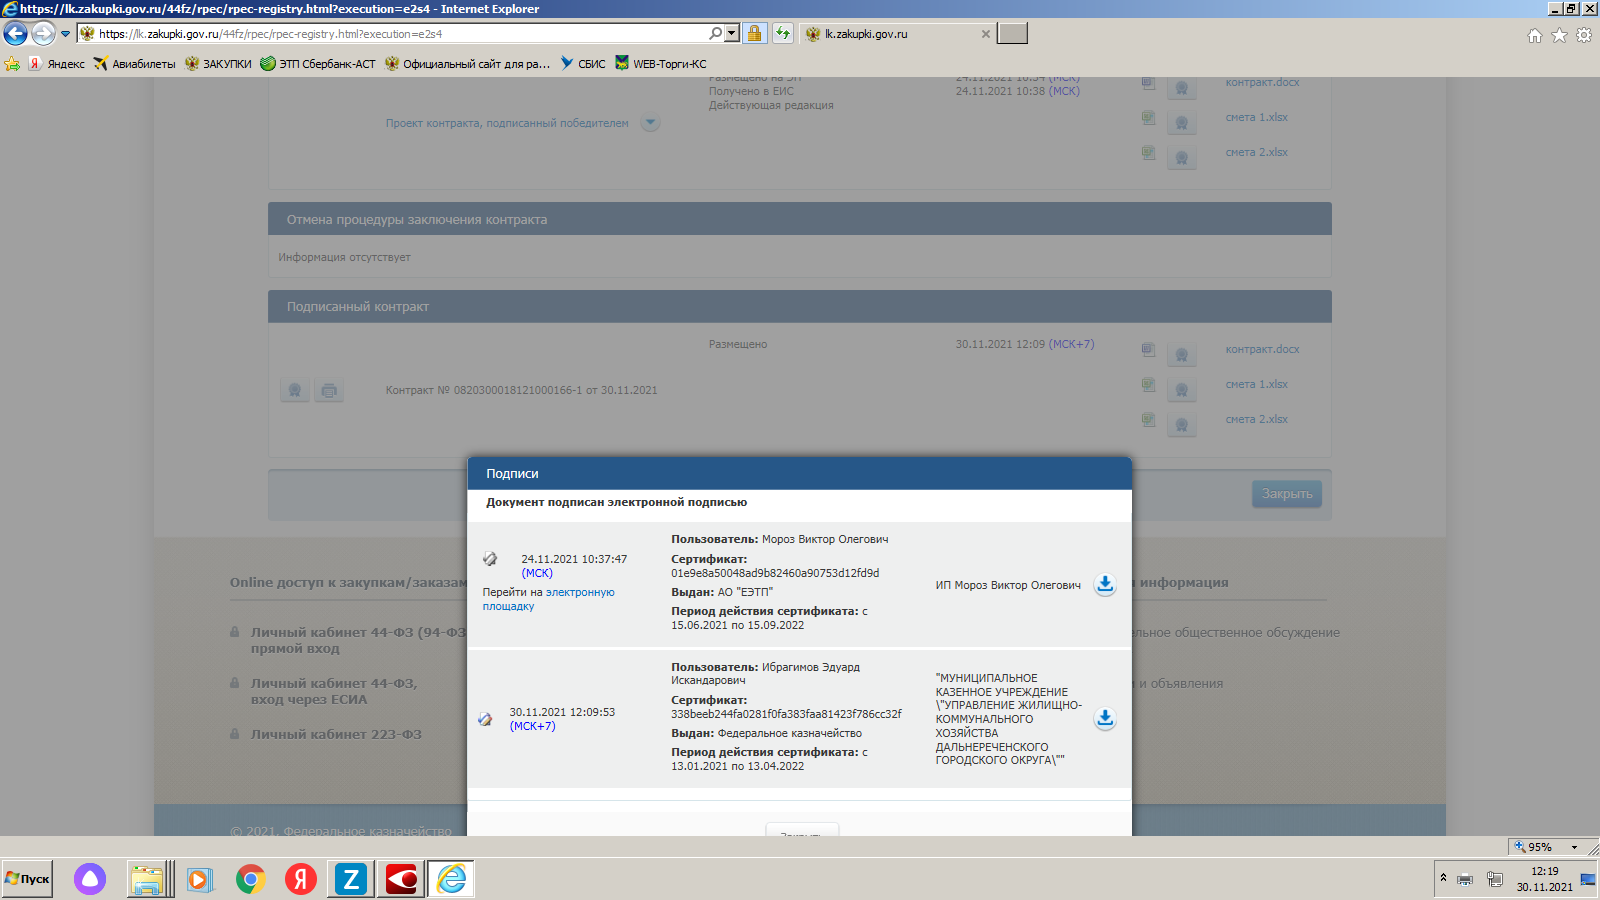 https://lk.zakupki.gov.ru/44fz/rpec/rpec-registry.html?execution=e2s4 - Internet Explorer
https://lk.zakupki.gov.ru/44fz/rpec/rpec-registry.html?execution=e2s4
lk.zakupki.gov.ru
Яндекс Авиабилеты ЗАКУПКИ ЭТП Сбербанк-АСТ Официальный сайт для ра... СБИС WEB-Торги-КС
Размещено на ЭП 24.11.2021 10:34 (МСК)
Получено в ЕИС 24.11.2021 10:38 (МСК)
Действующая редакция
Проект контракта, подписанный победителем
контракт.docx
смета 1.xlsx
смета 2.xlsx
Отмена процедуры заключения контракта
Информация отсутствует
Подписанный контракт
Размещено 30.11.2021 12:09 (МСК+7)
Контракт № 0820300018121000166-1 от 30.11.2021
контракт.docx
смета 1.xlsx
смета 2.xlsx
Закрыть
Подписи
Документ подписан электронной подписью
24.11.2021 10:37:47
(МСК)
Перейти на электронную
площадку
Пользователь: Мороз Виктор Олегович
Сертификат:
01e9e8a50048ad9b82460a90753d12fd9d
Выдан: АО "ЕЭТП"
Период действия сертификата: с
15.06.2021 по 15.09.2022
ИП Мороз Виктор Олегович
30.11.2021 12:09:53
(МСК+7)
Пользователь: Ибрагимов Эдуард
Искандарович
Сертификат:
338beeb244fa0281f0fa383faa81423f786cc32f
Выдан: Федеральное казначейство
Период действия сертификата: с
13.01.2021 по 13.04.2022
"МУНИЦИПАЛЬНОЕ
КАЗЕННОЕ УЧРЕЖДЕНИЕ
\"УПРАВЛЕНИЕ ЖИЛИЩНО-
КОММУНАЛЬНОГО
ХОЗЯЙСТВА
ДАЛЬНЕРЕЧЕНСКОГО
ГОРОДСКОГО ОКРУГА\""
Закрыть
Online доступ к закупкам/заказам
Личный кабинет 44-ФЗ (94-ФЗ
прямой вход
Личный кабинет 44-ФЗ,
вход через ЕСИА
Личный кабинет 223-ФЗ
информация
льное общественное обсуждение
и объявления
© 2021, Федеральное казначейство
95%
Пуск
12:19
30.11.2021